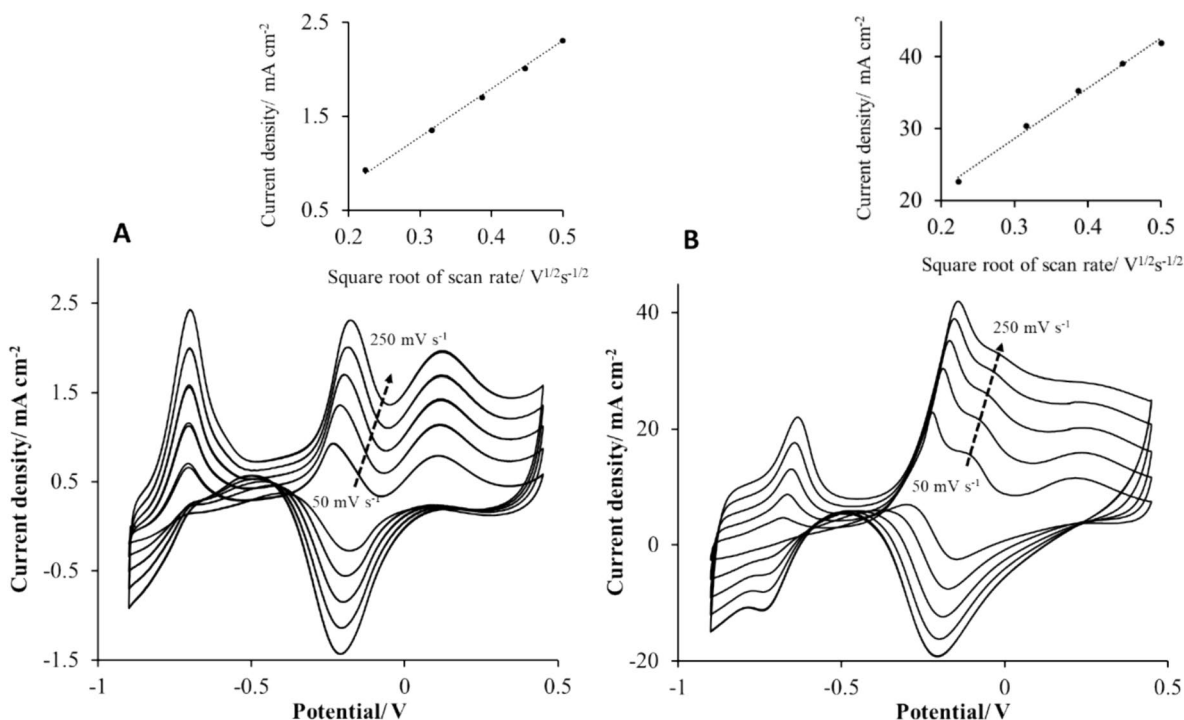 Current density/ mA cm-2
2.5
1.5
0.5
0.2
0.3
0.4
0.5
Square root of scan rate/ V1/2s-1/2
A
Current density/ mA cm-2
2.5
1.5
0.5
-0.5
-1.5
-1
-0.5
0
0.5
Potential/ V
250 mV s-1
50 mV s-1
Current density/ mA cm-2
40
30
20
0.2
0.3
0.4
0.5
Square root of scan rate/ V1/2s-1/2
B
Current density/ mA cm-2
40
20
0
-20
-1
-0.5
0
0.5
Potential/ V
250 mV s-1
50 mV s-1